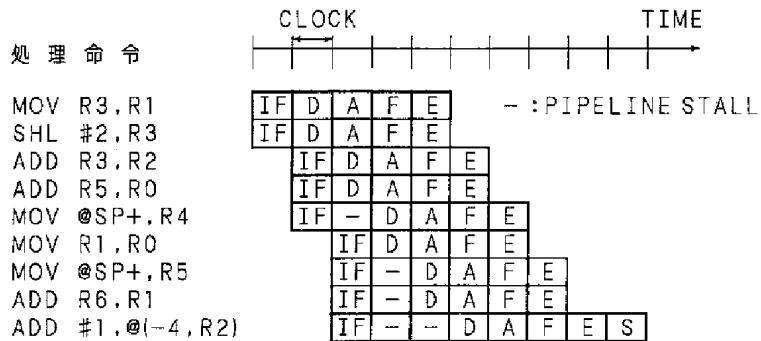 CLOCK TIME
処理命令
MOV R3,R1 IF D A F E - :PIPELINE STALL
SHL #2,R3 IF D A F E
ADD R3,R2 IF D A F E
ADD R5,R0 IF D A F E
MOV @SP+,R4 IF - D A F E
MOV R1,R0 IF D A F E
MOV @SP+,R5 IF - D A F E
ADD R6,R1 IF - D A F E
ADD #1,@(-4,R2) IF - - D A F E S